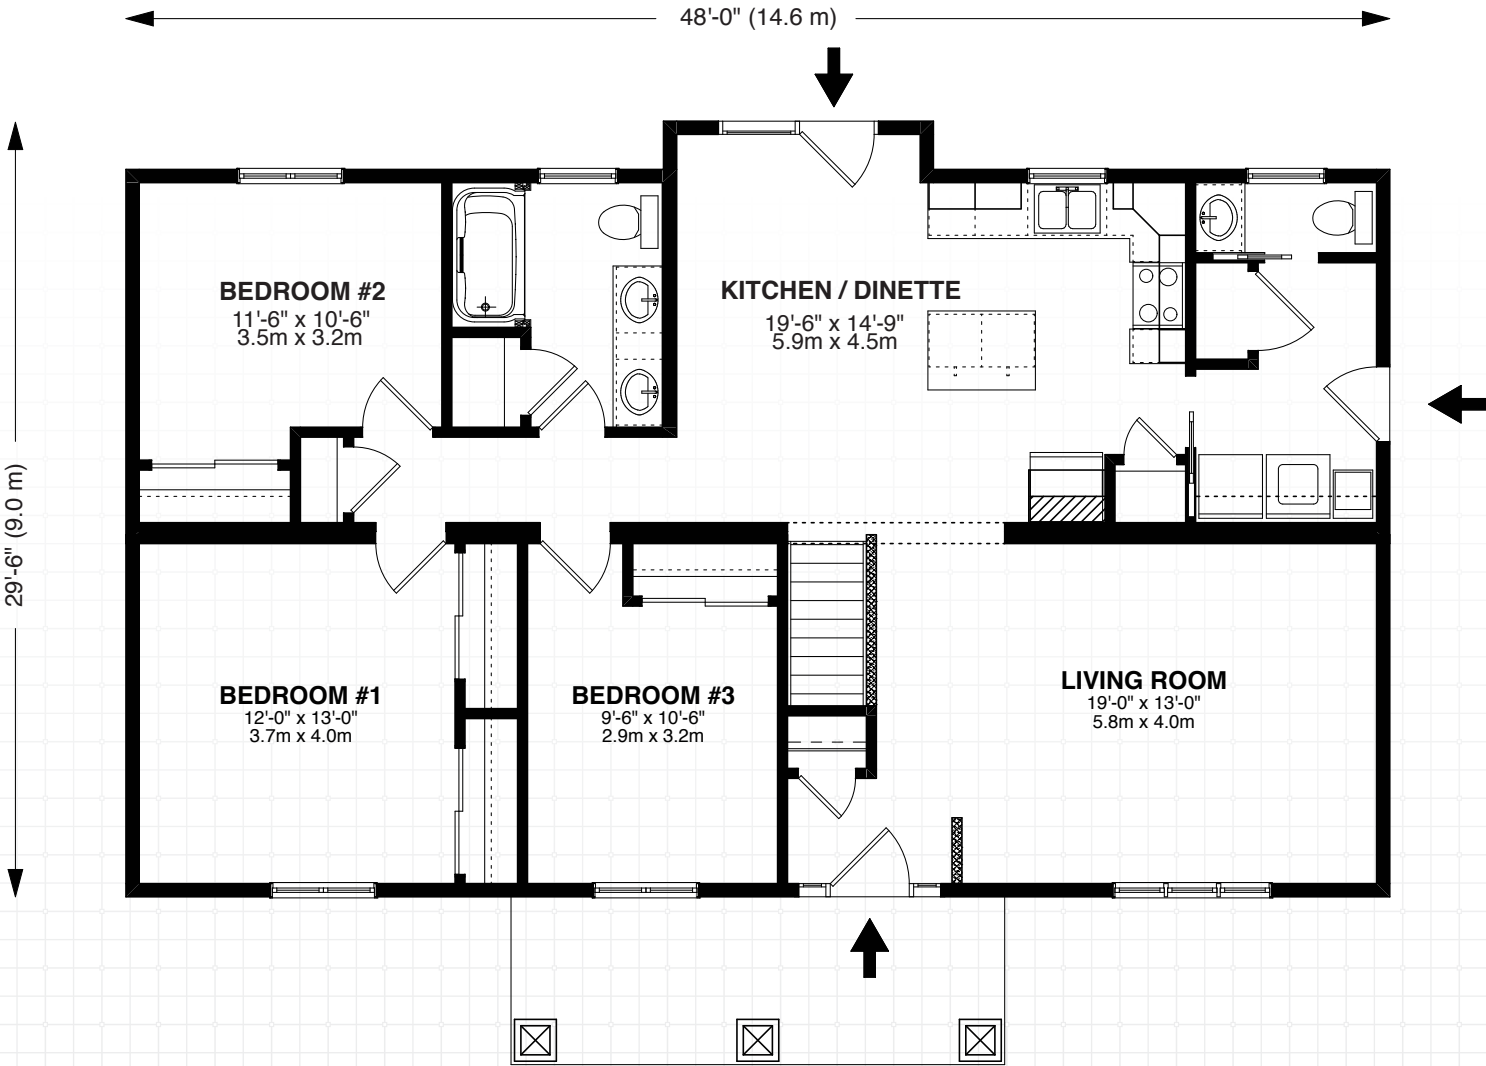 48'-0" (14.6 m)
29'-6" (9.0 m)
BEDROOM #2
11'-6" x 10'-6"
3.5m x 3.2m
KITCHEN / DINETTE
19'-6" x 14'-9"
5.9m x 4.5m
BEDROOM #1
12'-0" x 13'-0"
3.7m x 4.0m
BEDROOM #3
9'-6" x 10'-6"
2.9m x 3.2m
LIVING ROOM
19'-0" x 13'-0"
5.8m x 4.0m